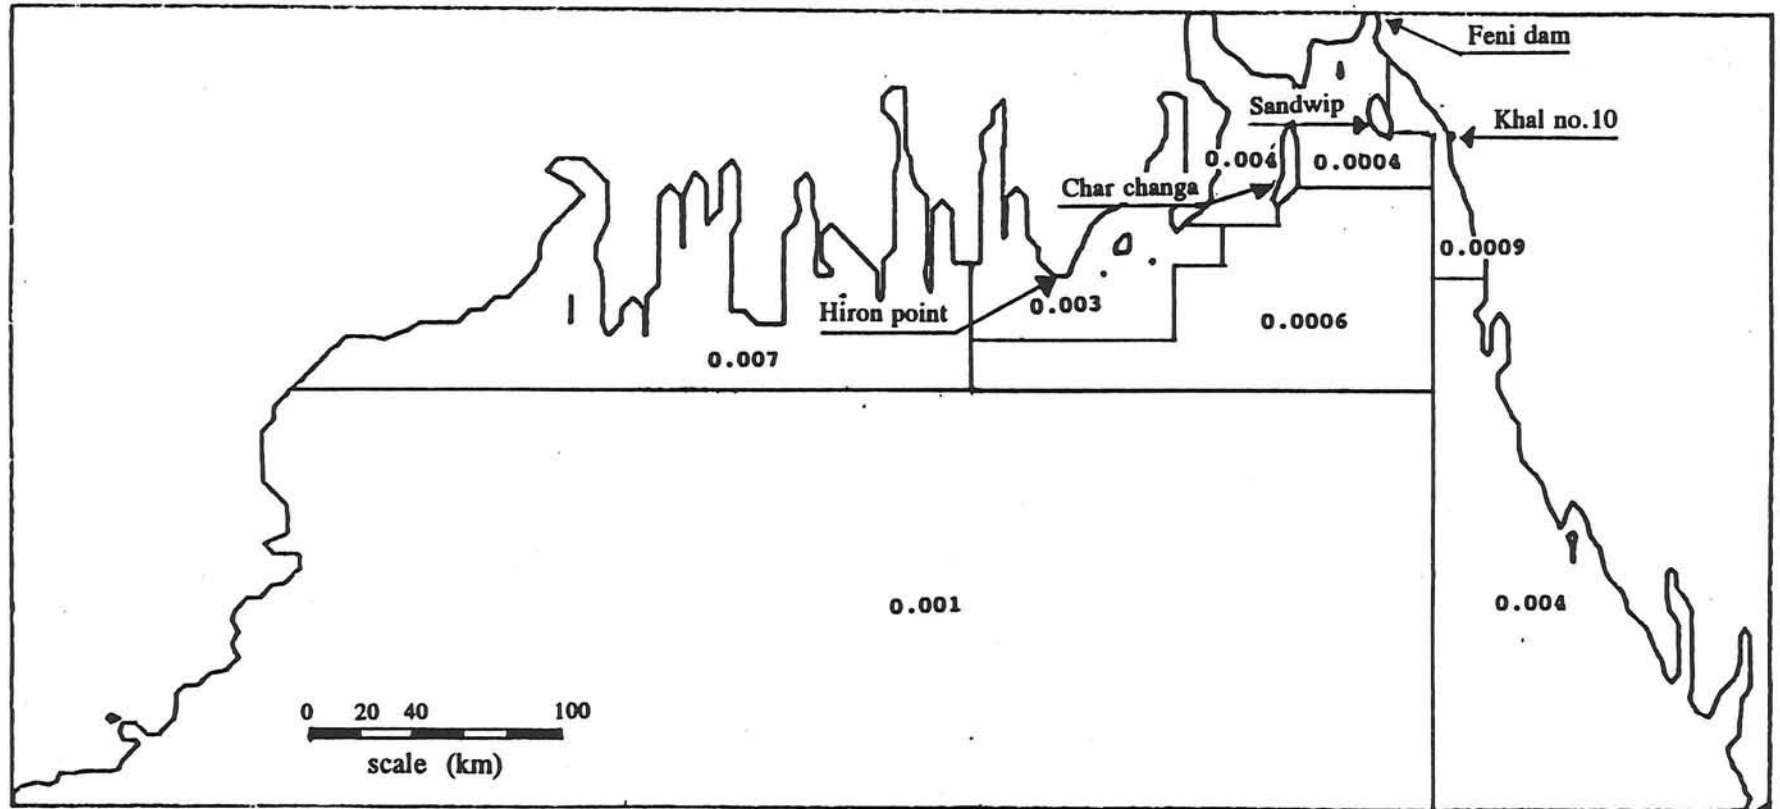 Feni dam
Sandwip
Khal no.10
0.004
0.0004
Char changa
0.0009
Hiron point
0.003
0.0006
0.007
0.001
0.004
0 20 40 100
scale (km)